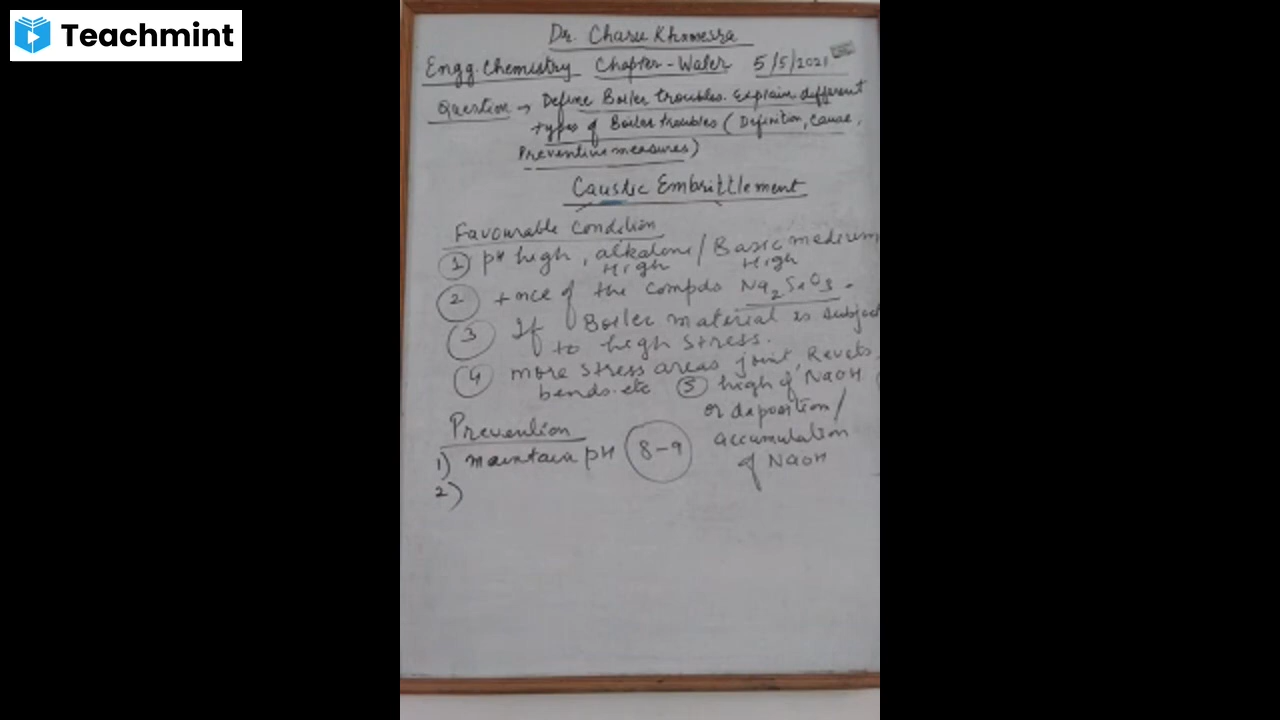 Teachmint
Dr. Charu Khamesra
Engg. Chemistry Chapter - Water 5/5/2021
Question → Define Boiler troubles. Explain different
types of Boiler troubles (Definition, Cause,
Preventive measures)
Caustic Embrittlement
Favourable Condition
① pH high, alkaline / Basic medium
High High
② +nce of the compds Na2SiO3.
③ If Boiler material is subject
to high stress.
④ more stress areas joint, Revets,
bends. etc ⑤ high of NaOH
or deposition /
accumulation
of NaOH
Prevention
1) maintain pH 8-9
2)